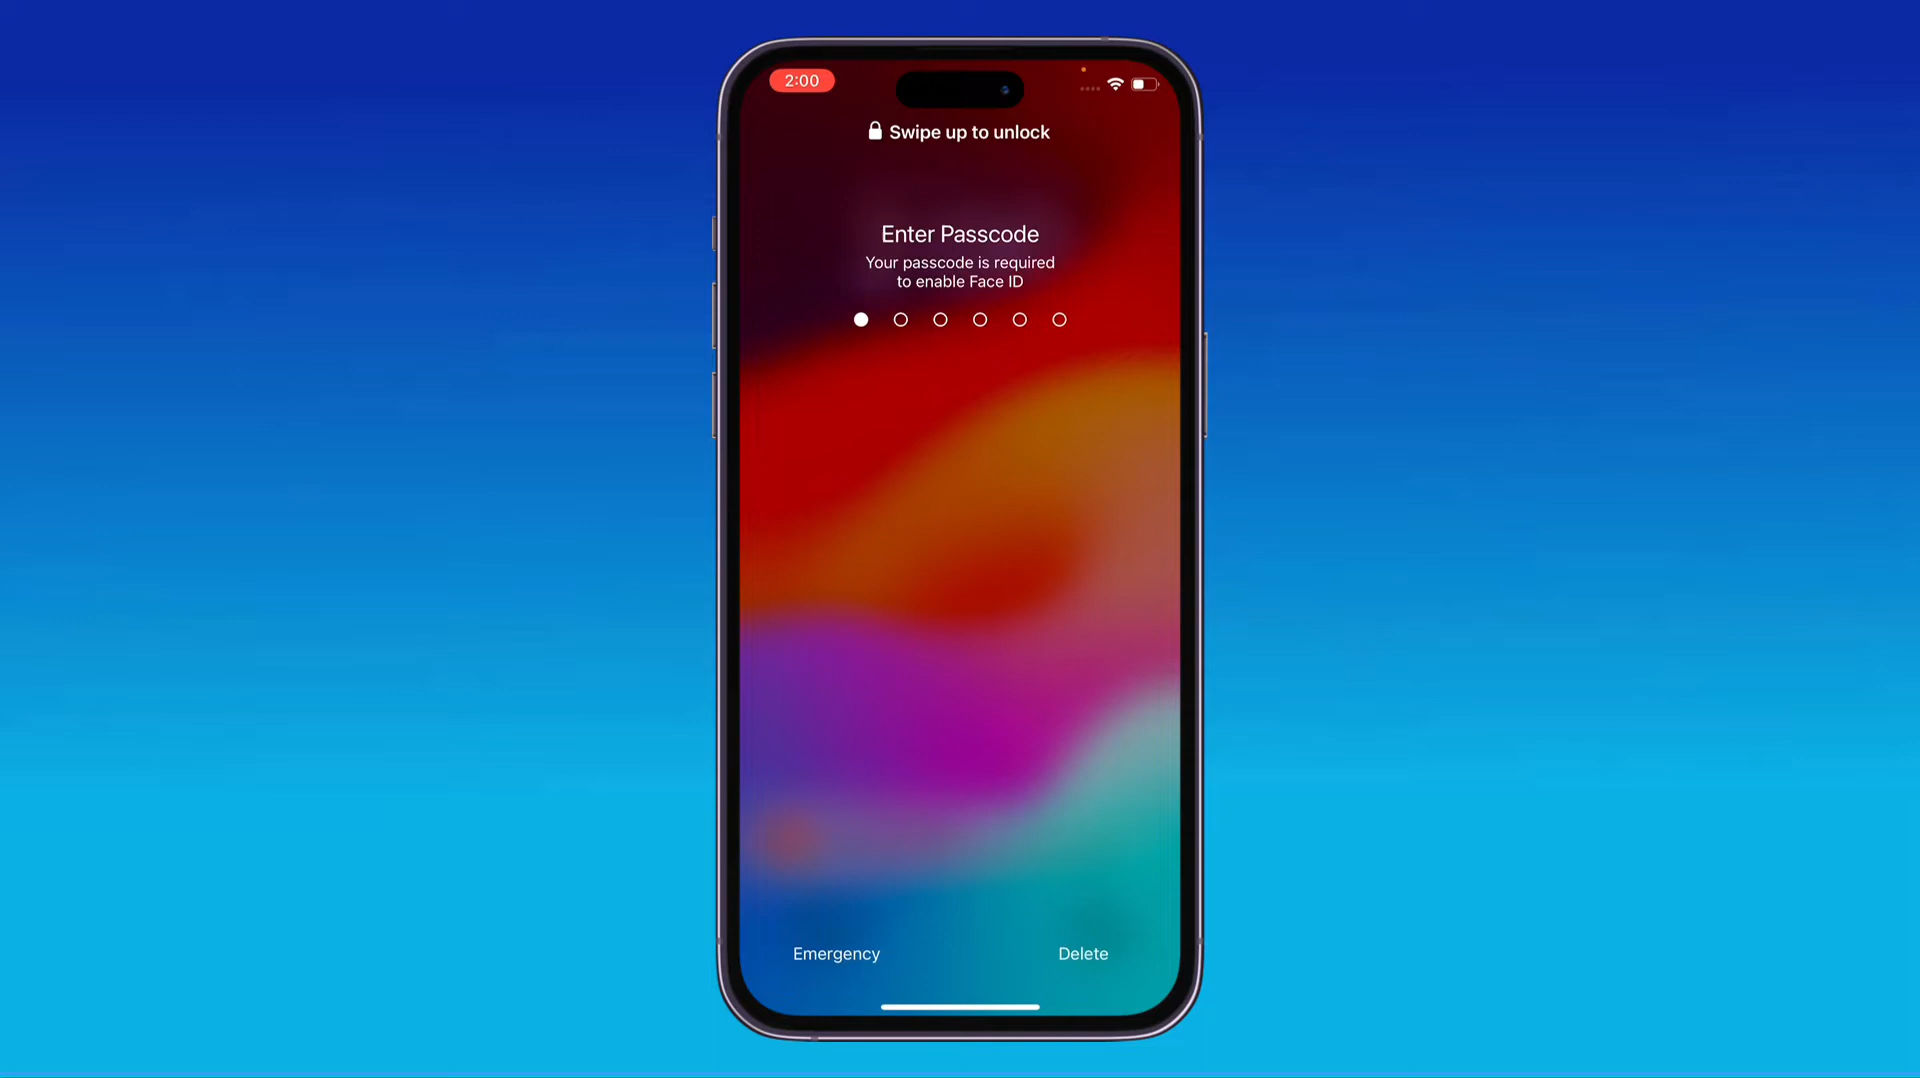 2:00
Swipe up to unlock
Enter Passcode
Your passcode is required
to enable Face ID
Emergency
Delete